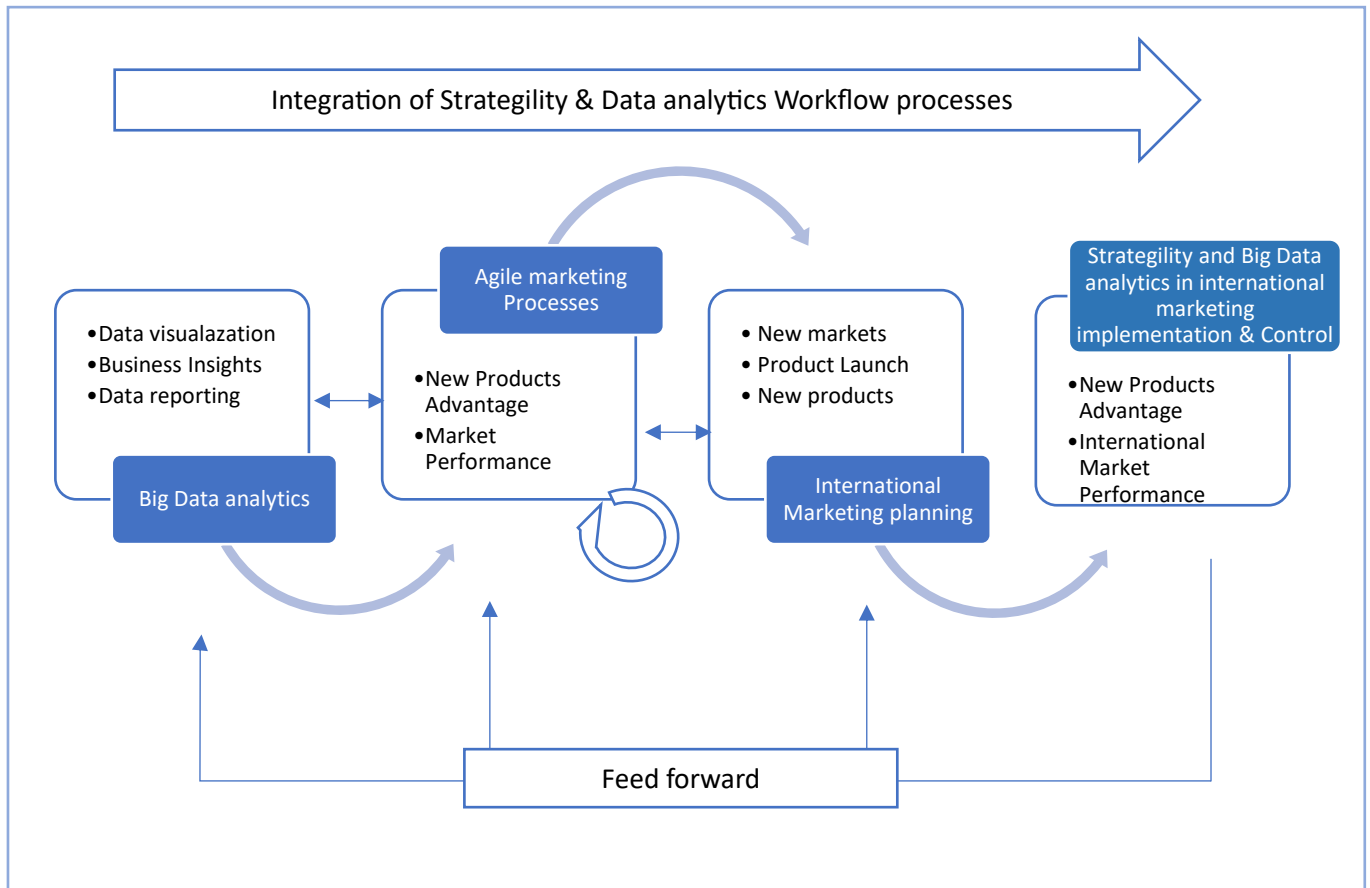 Integration of Strategility & Data analytics Workflow processes
•Data visualazation
•Business Insights
•Data reporting
Big Data analytics
Agile marketing
Processes
•New Products
Advantage
•Market
Performance
• New markets
• Product Launch
• New products
International
Marketing planning
Strategility and Big Data
analytics in international
marketing
implementation & Control
•New Products
Advantage
•International
Market
Performance
Feed forward